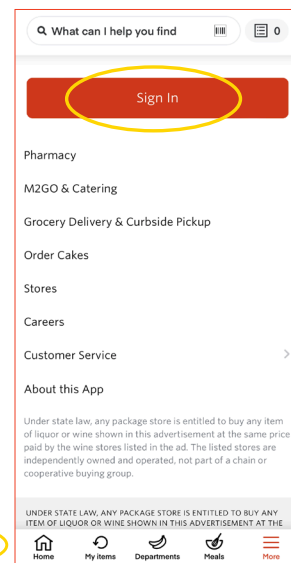 What can I help you find
0
Sign In
Pharmacy
M2GO & Catering
Grocery Delivery & Curbside Pickup
Order Cakes
Stores
Careers
Customer Service
About this App
Under state law, any package store is entitled to buy any item
of liquor or wine shown in this advertisement at the same price
paid by the wine stores listed in the ad. The listed stores are
independently owned and operated, not part of a chain or
cooperative buying group.
UNDER STATE LAW, ANY PACKAGE STORE IS ENTITLED TO BUY ANY
ITEM OF LIQUOR OR WINE SHOWN IN THIS ADVERTISEMENT AT THE
Home My items Departments Meals More